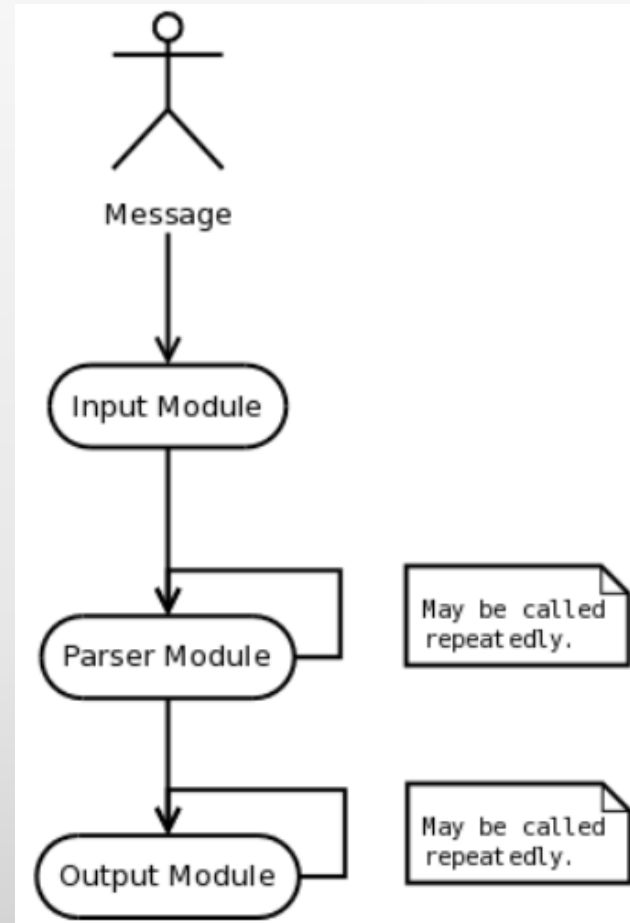 Message
Input Module
Parser Module
May be called
repeatedly.
Output Module
May be called
repeatedly.